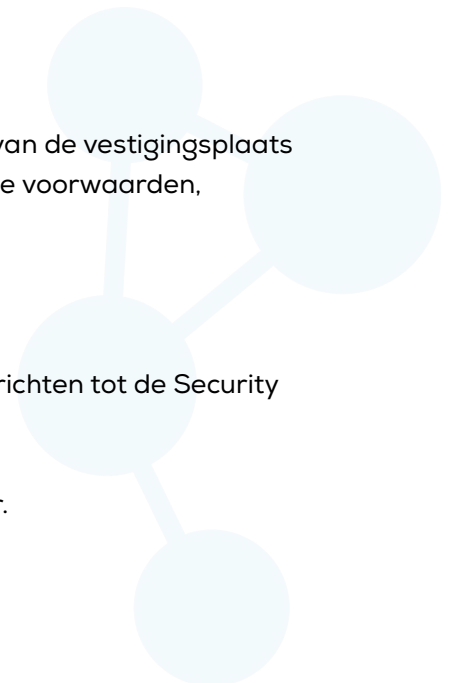 van de vestigingsplaats
e voorwaarden,
richten tot de Security
.